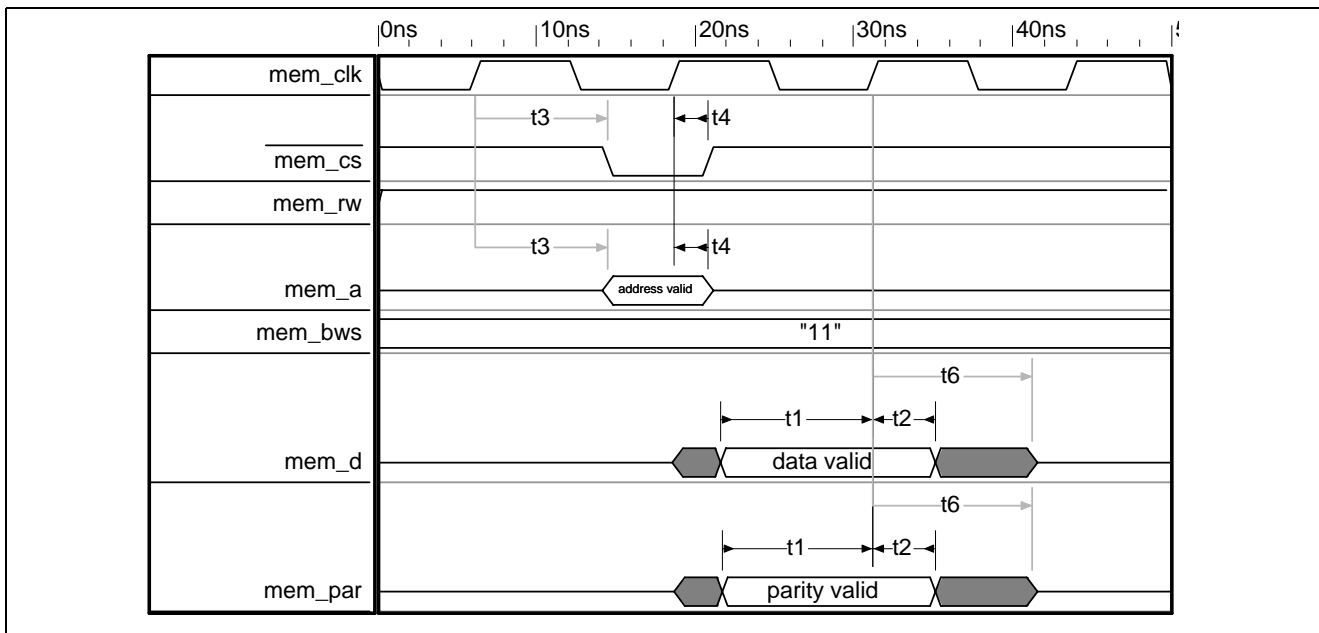 0ns 10ns 20ns 30ns 40ns
mem_clk
t3 t4
mem_cs
mem_rw
t3 t4
mem_a address valid
mem_bws "11"
t6
t1 t2
mem_d data valid
t6
t1 t2
mem_par parity valid